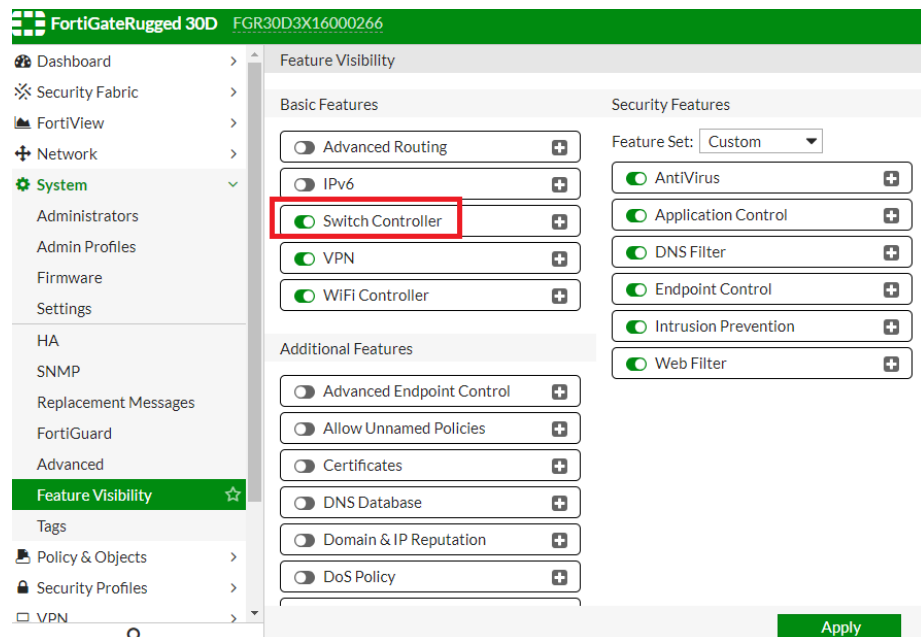 FortiGateRugged 30D FGR30D3X16000266
Dashboard
Security Fabric
FortiView
Network
System
Administrators
Admin Profiles
Firmware
Settings
HA
SNMP
Replacement Messages
FortiGuard
Advanced
Feature Visibility
Tags
Policy & Objects
Security Profiles
VPN
Feature Visibility
Basic Features
Advanced Routing
IPv6
Switch Controller
VPN
WiFi Controller
Additional Features
Advanced Endpoint Control
Allow Unnamed Policies
Certificates
DNS Database
Domain & IP Reputation
DoS Policy
Security Features
Feature Set: Custom
AntiVirus
Application Control
DNS Filter
Endpoint Control
Intrusion Prevention
Web Filter
Apply